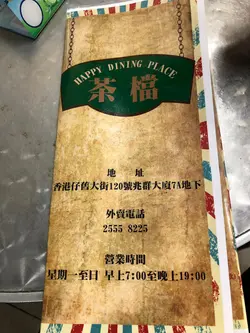 HAPPY DINING PLACE
茶檔
地 址
香港仔舊大街120號兆群大廈7A地下
外賣電話
2555 8225
營業時間
星期一至日 早上7:00至晚上19:00